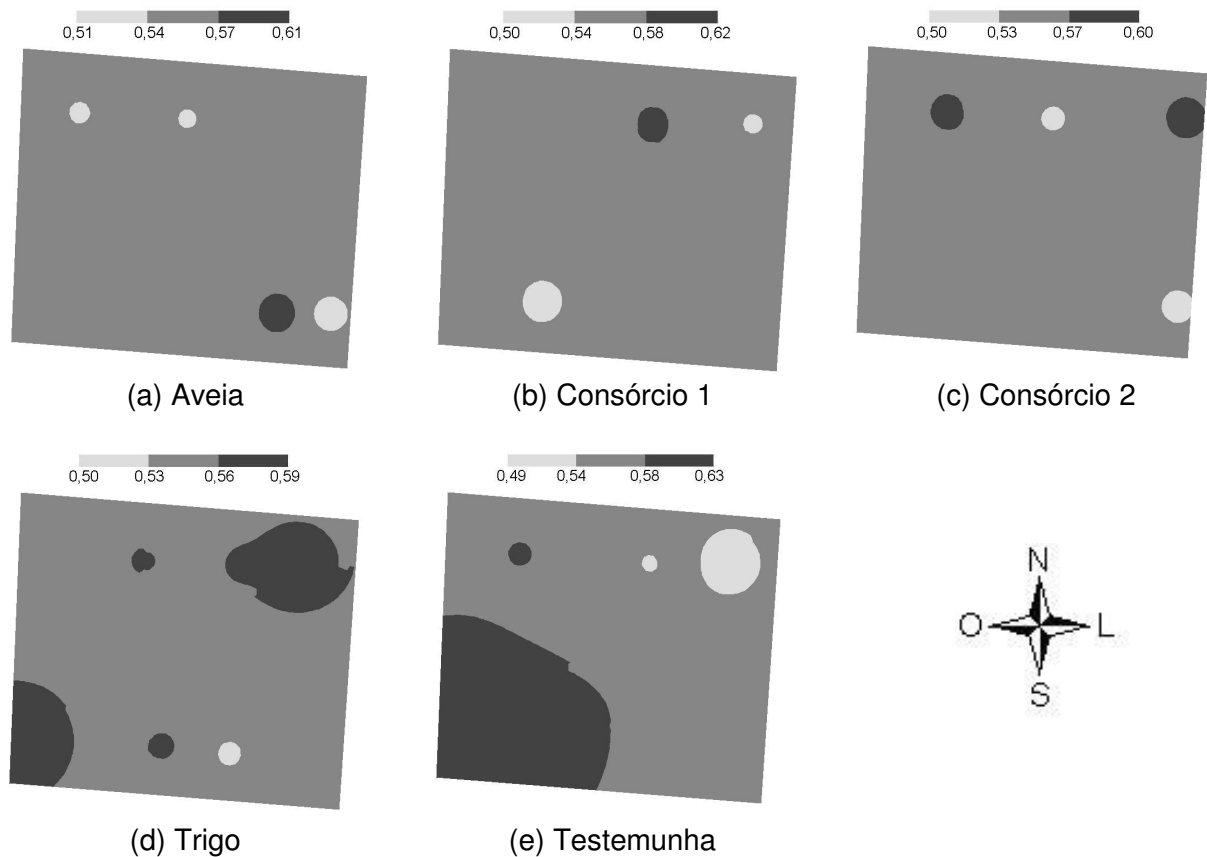 0,51 0,54 0,57 0,61
0,50 0,54 0,58 0,62
0,50 0,53 0,57 0,60
(a) Aveia
(b) Consórcio 1
(c) Consórcio 2
0,50 0,53 0,56 0,59
0,49 0,54 0,58 0,63
N
O L
S
(d) Trigo
(e) Testemunha